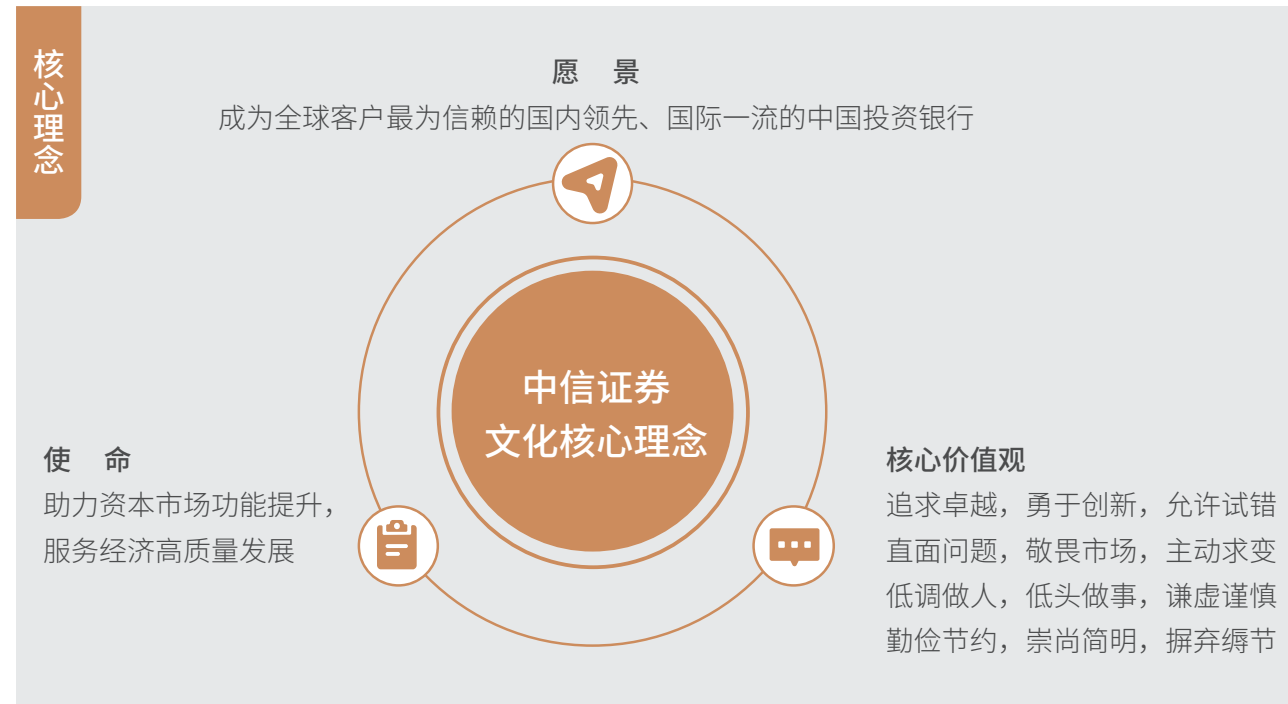 核心理念
愿 景
成为全球客户最为信赖的国内领先、国际一流的中国投资银行
中信证券
文化核心理念
使 命
助力资本市场功能提升，
服务经济高质量发展
核心价值观
追求卓越，勇于创新，允许试错
直面问题，敬畏市场，主动求变
低调做人，低头做事，谦虚谨慎
勤俭节约，崇尚简明，摒弃缛节